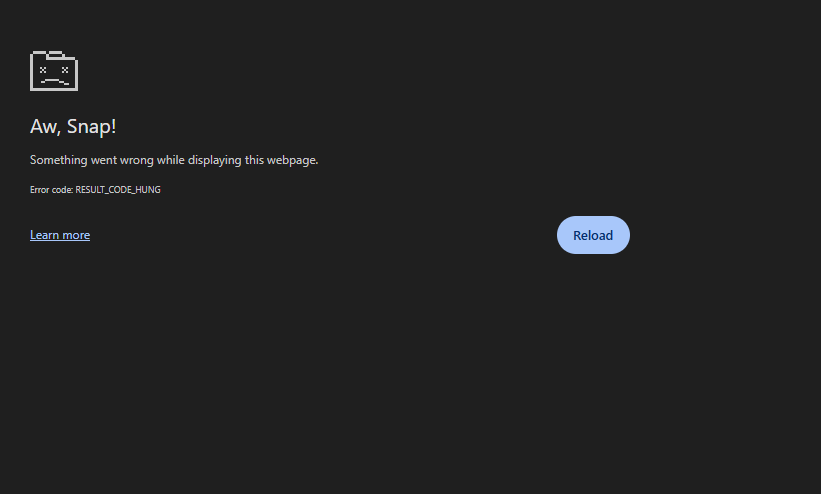 Aw, Snap!
Something went wrong while displaying this webpage.
Error code: RESULT_CODE_HUNG
Learn more
Reload